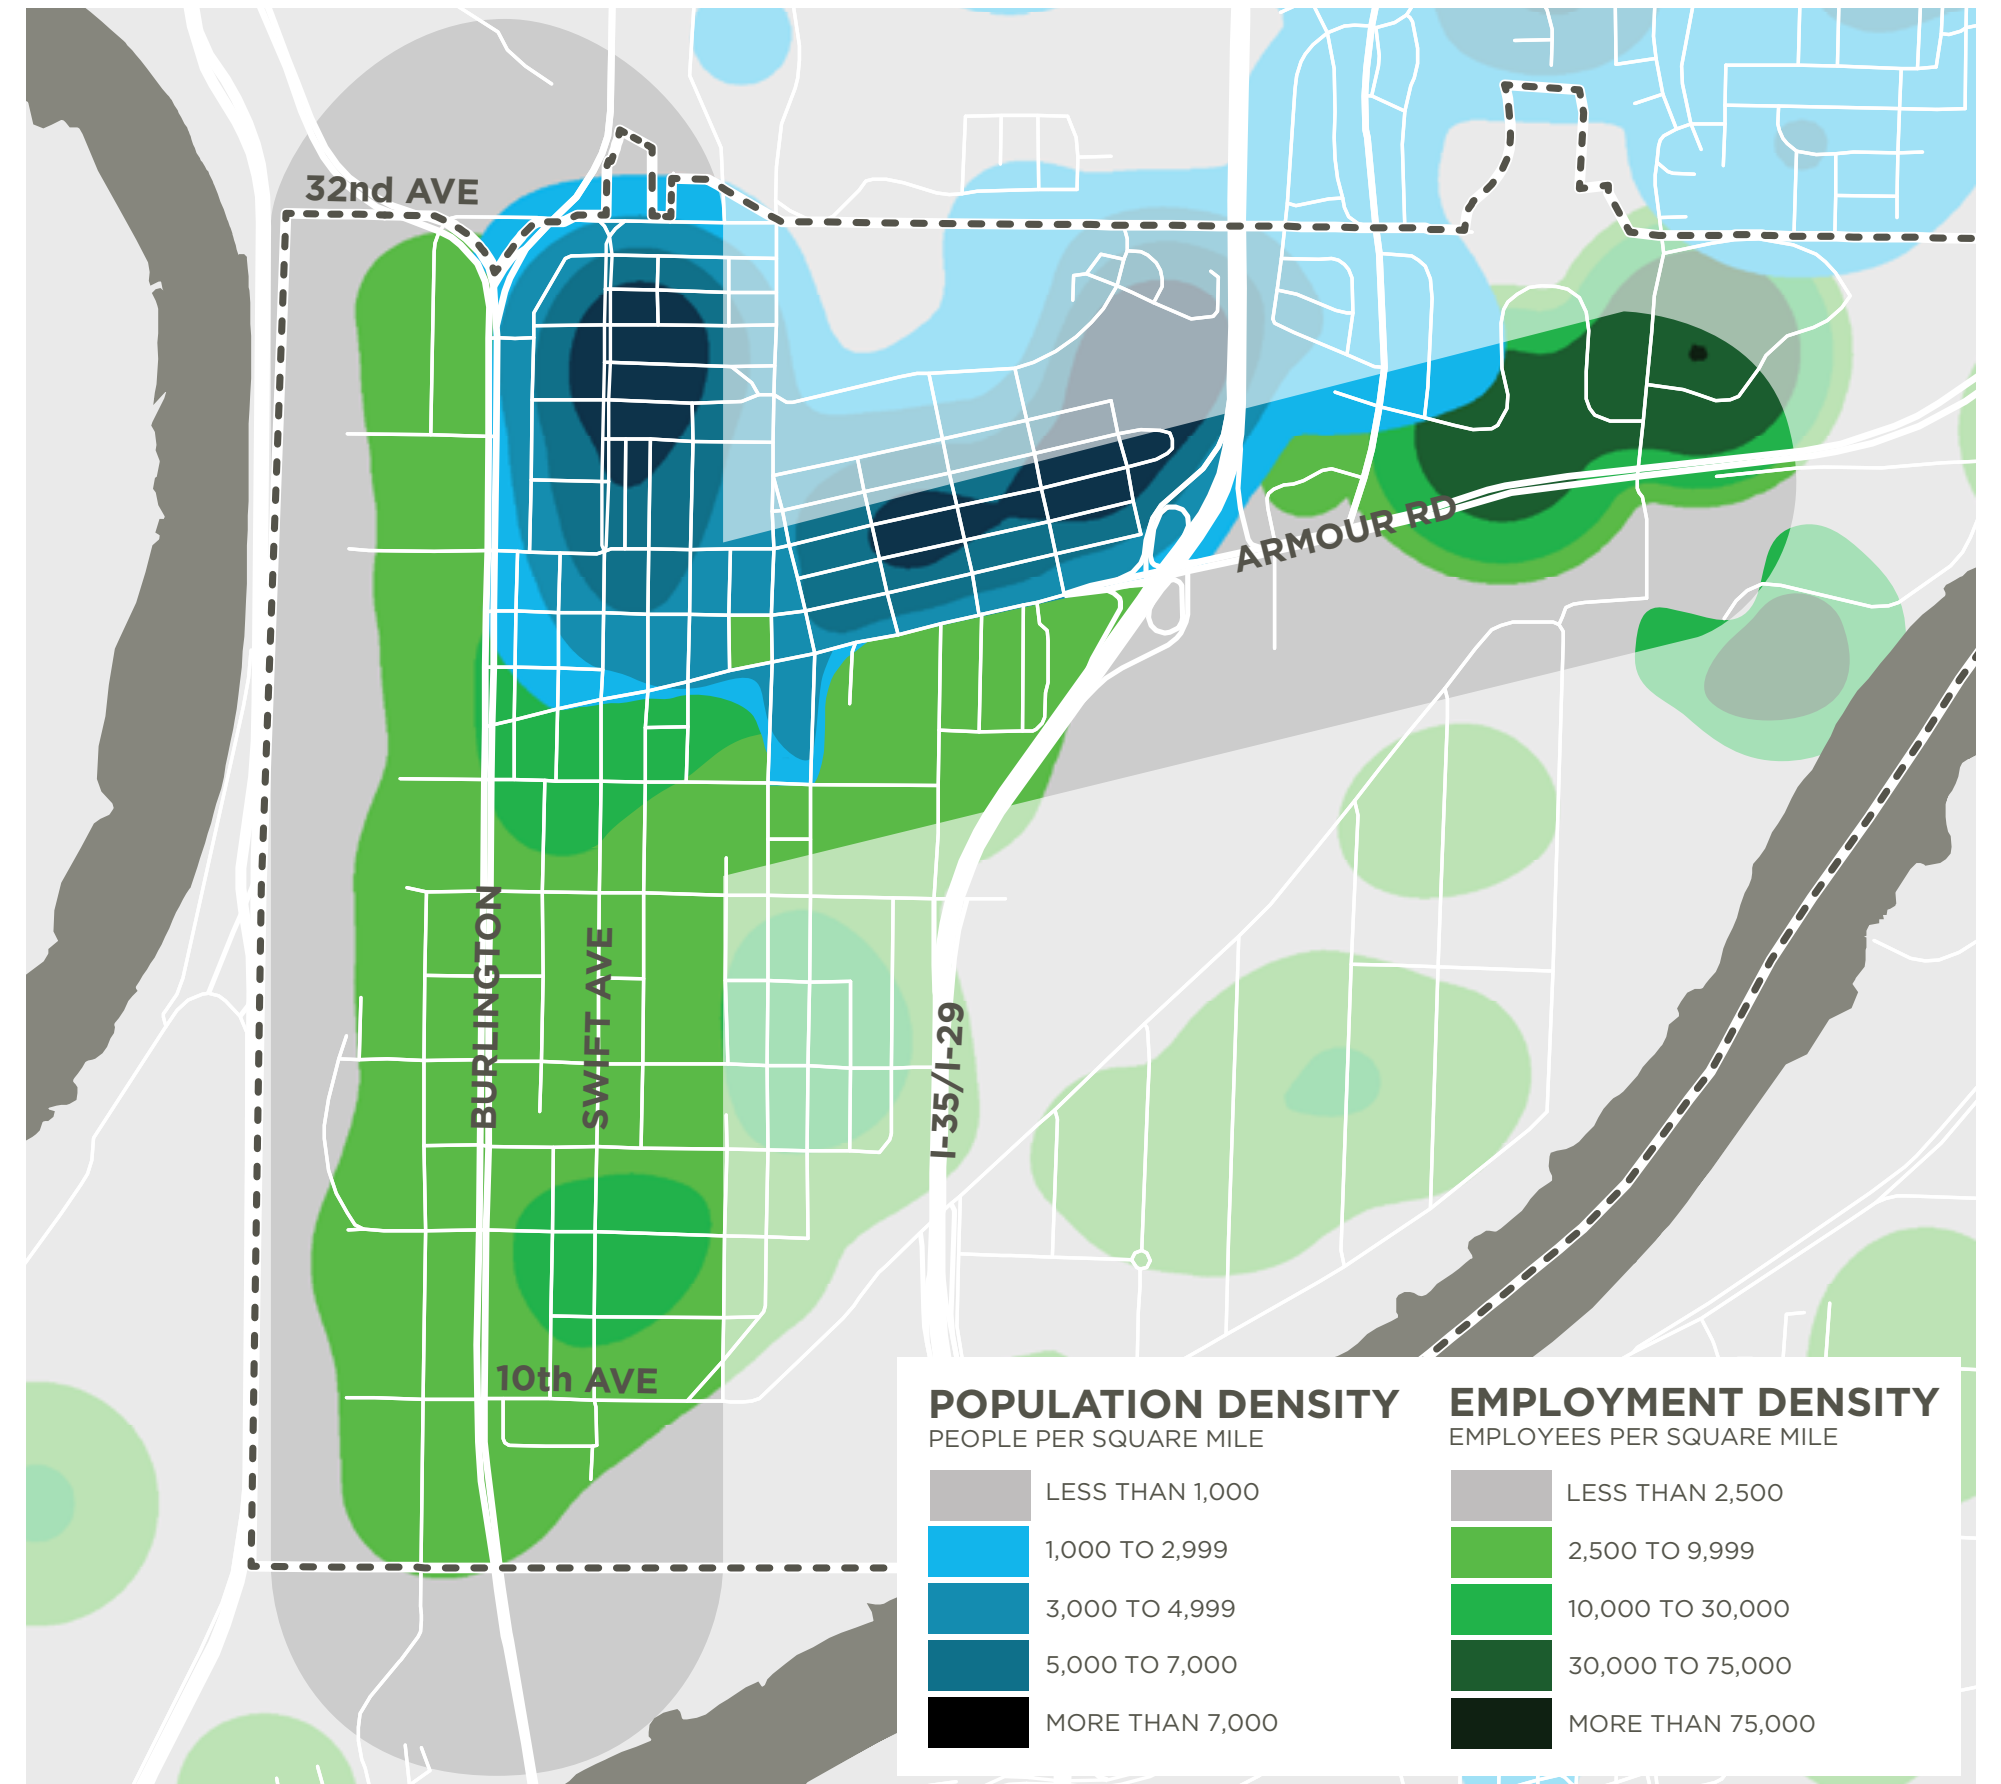 32nd AVE
ARMOUR RD
BURLINGTON
SWIFT AVE
I-35/I-29
10th AVE
POPULATION DENSITY
PEOPLE PER SQUARE MILE
LESS THAN 1,000
1,000 TO 2,999
3,000 TO 4,999
5,000 TO 7,000
MORE THAN 7,000
EMPLOYMENT DENSITY
EMPLOYEES PER SQUARE MILE
LESS THAN 2,500
2,500 TO 9,999
10,000 TO 30,000
30,000 TO 75,000
MORE THAN 75,000